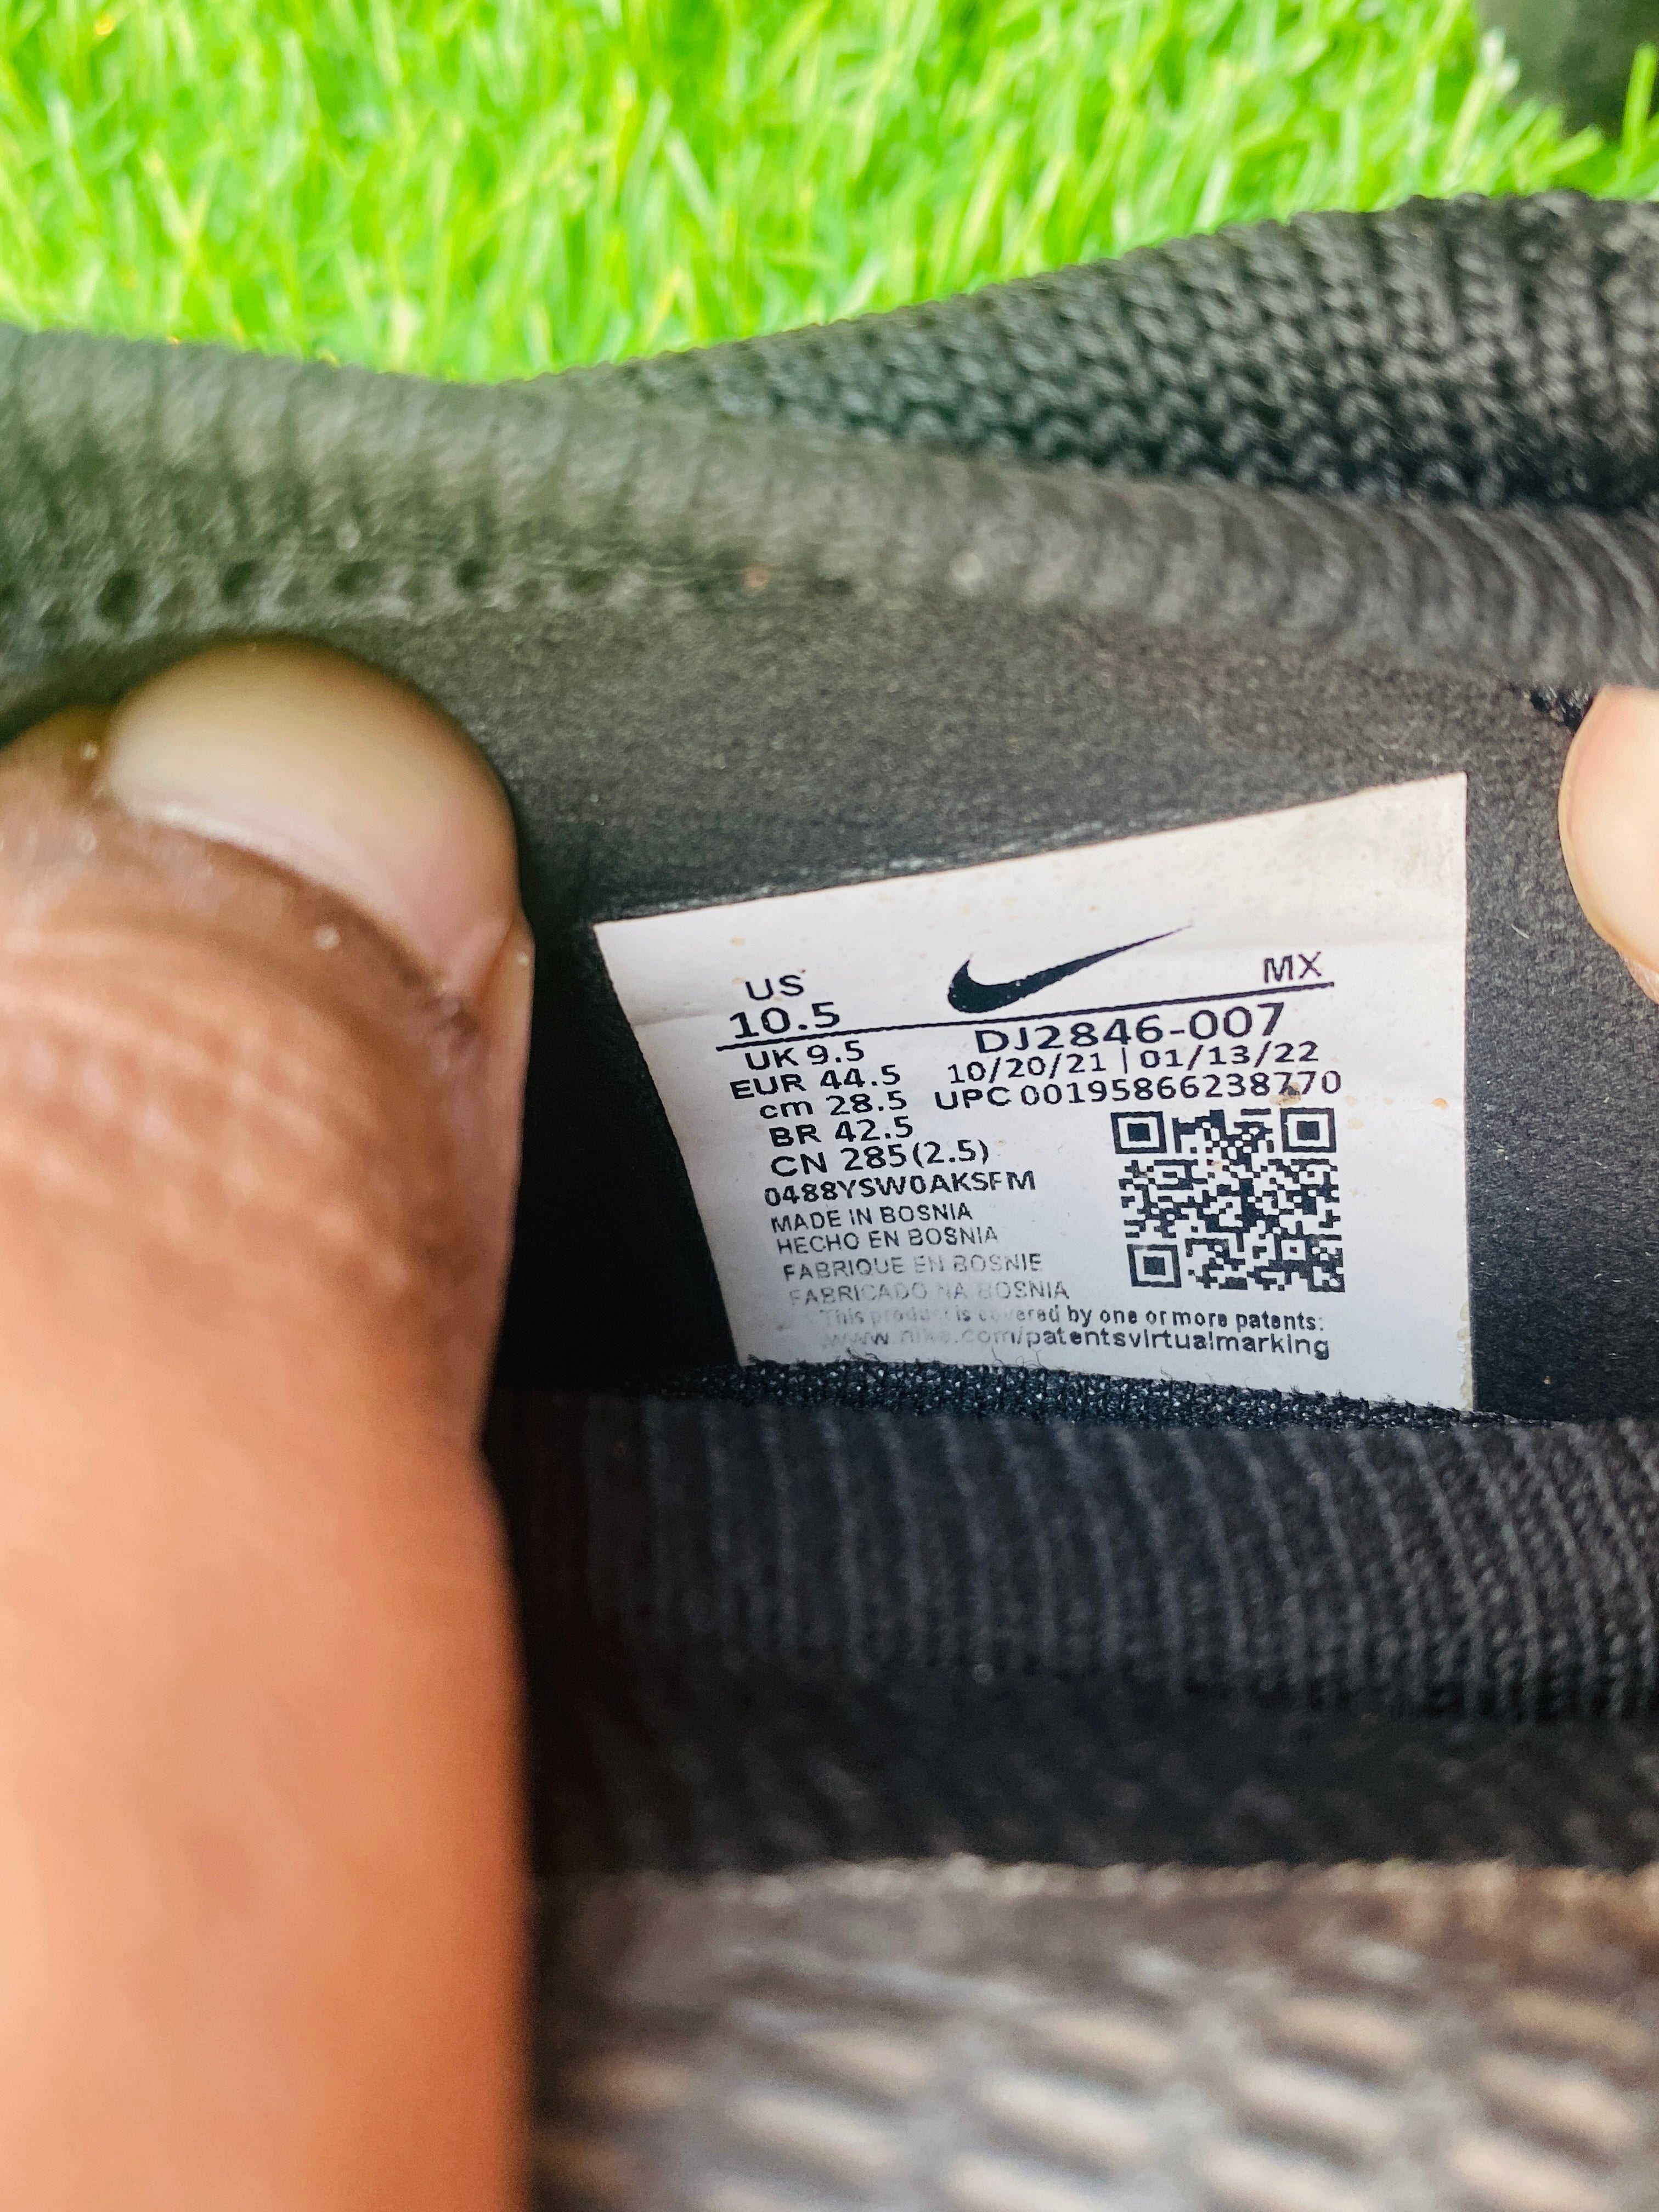 US MX
10.5 DJ2846-007
UK 9.5 10/20/21 | 01/13/22
EUR 44.5 UPC 00195866238770
cm 28.5
BR 42.5
CN 285(2.5)
0488YSW0AKSFM
MADE IN BOSNIA
HECHO EN BOSNIA
FABRIQUE EN BOSNIE
FABRICADO NA BOSNIA
This product is covered by one or more patents:
www.nike.com/patentsvirtualmarking